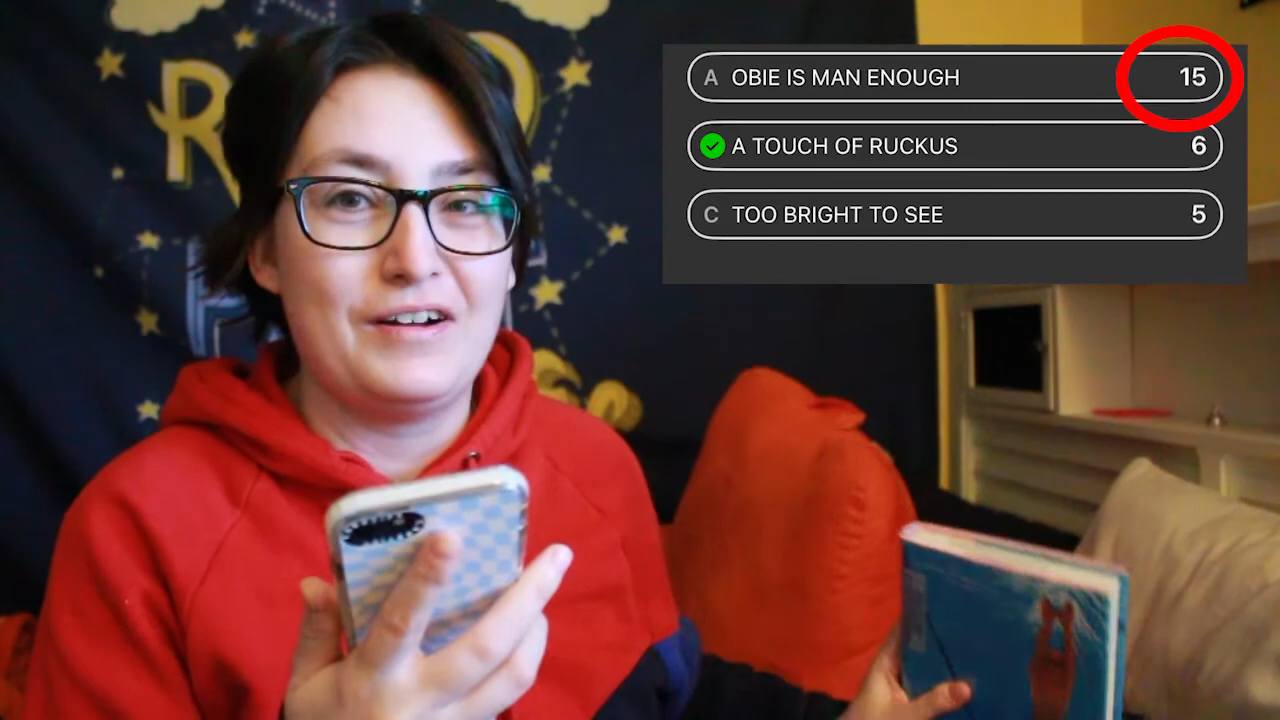 A OBIE IS MAN ENOUGH 15
A TOUCH OF RUCKUS 6
C TOO BRIGHT TO SEE 5